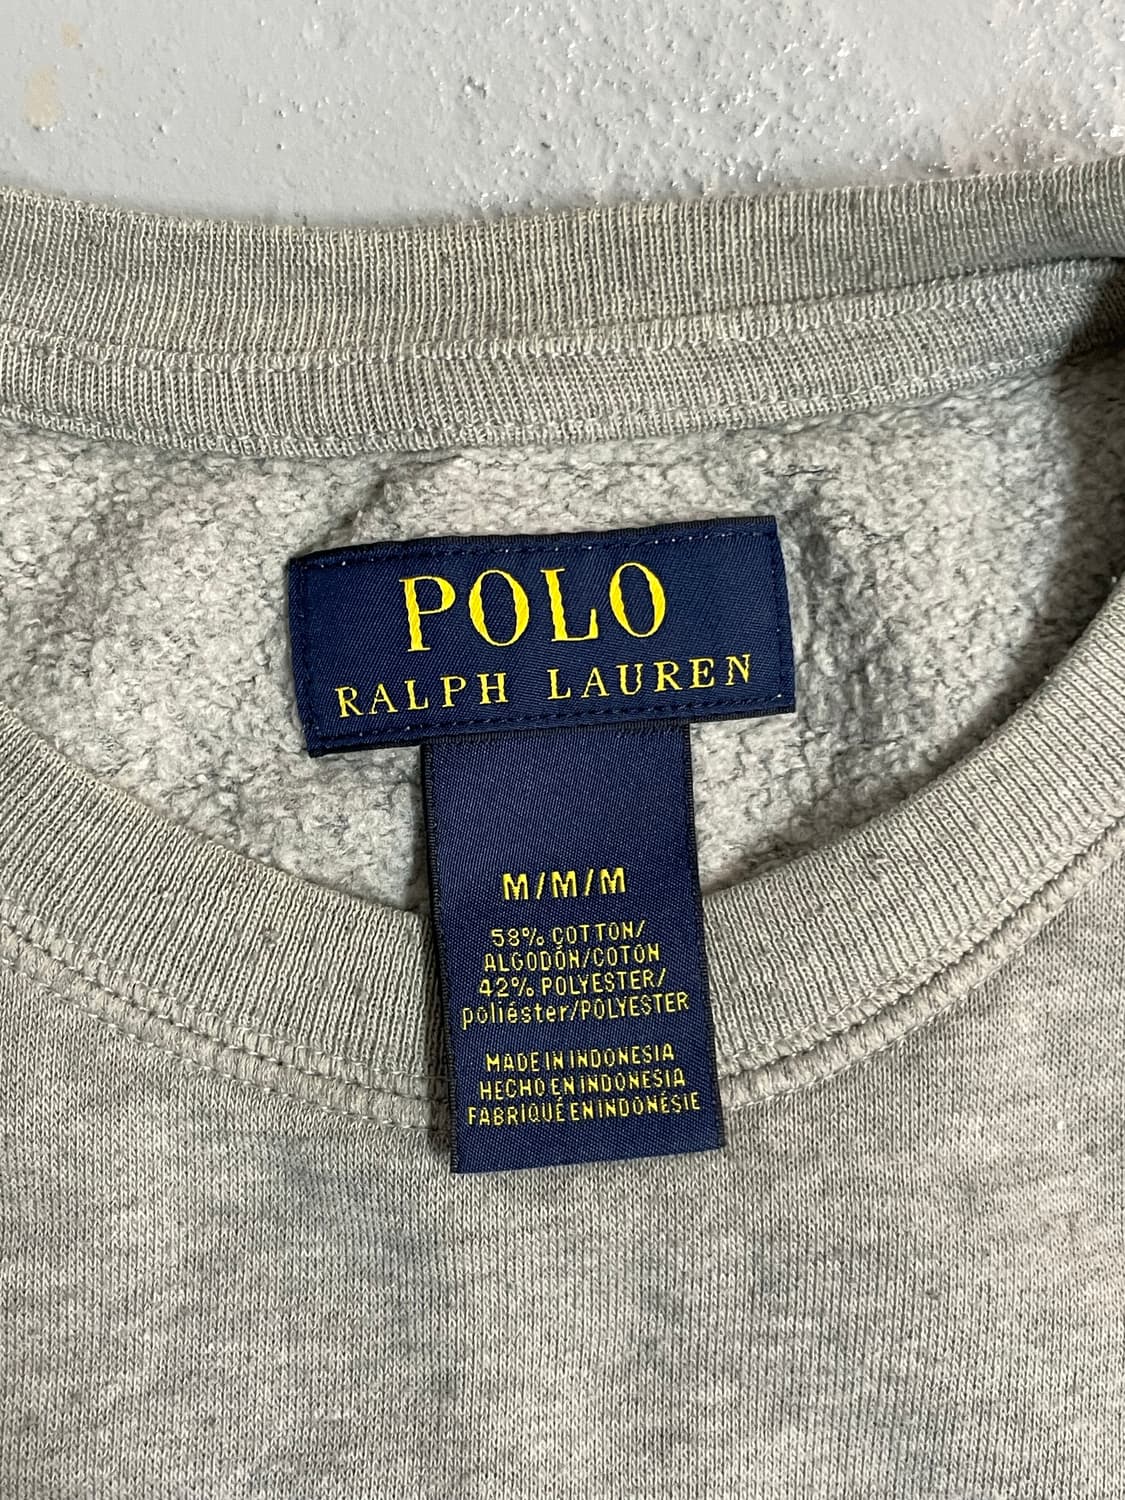 POLO
RALPH LAUREN
M/M/M
58% COTTON/
ALGODÓN/COTON
42% POLYESTER/
poliéster/POLYESTER
MADE IN INDONESIA
HECHO EN INDONESIA
FABRIQUÉ EN INDONÉSIE